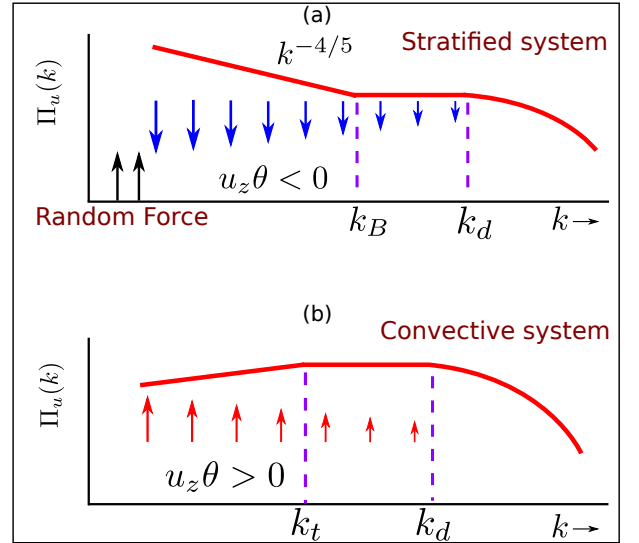 (a)
Stratified system
k^{-4/5}
Π_u(k)
u_zθ < 0
Random Force
k_B
k_d
k→
(b)
Convective system
Π_u(k)
u_zθ > 0
k_t
k_d
k→